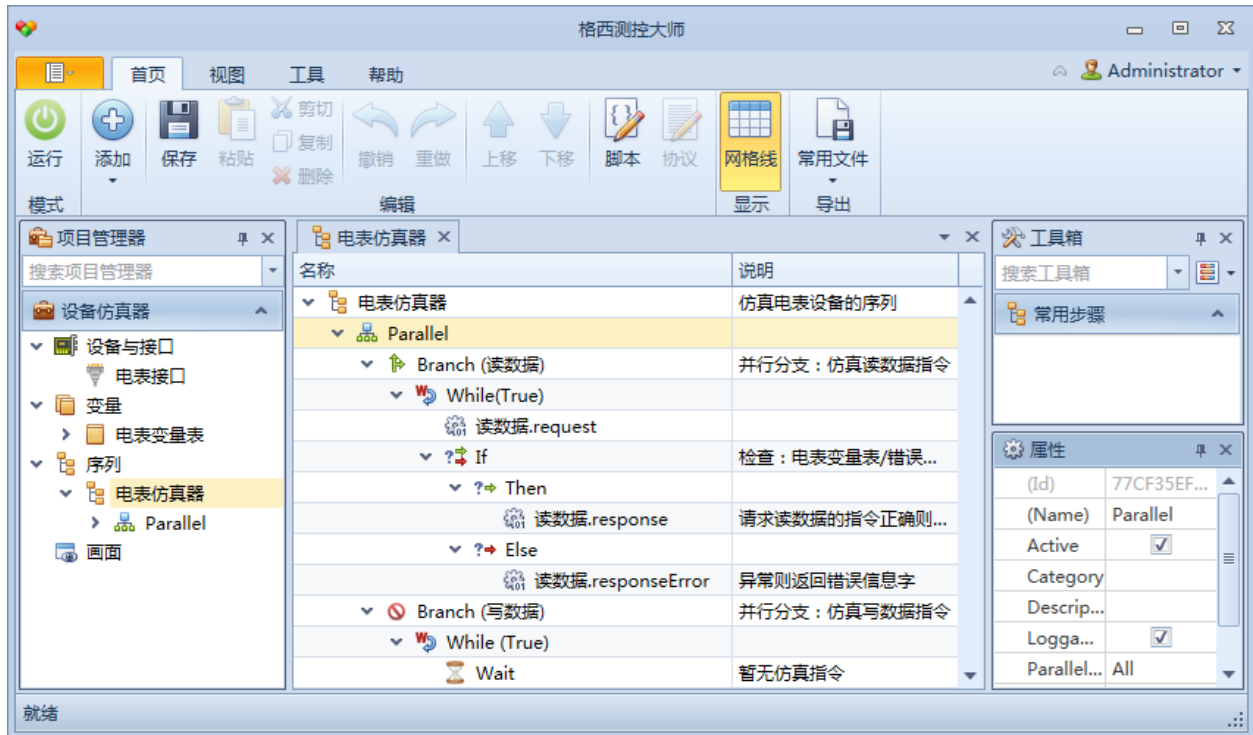 格西测控大师
首页 视图 工具 帮助 Administrator
运行 添加 保存 粘贴 剪切 复制 删除 撤销 重做 上移 下移 脚本 协议 网格线 常用文件
模式 编辑 显示 导出
项目管理器
搜索项目管理器
设备仿真器
设备与接口
电表接口
变量
电表变量表
序列
电表仿真器
Parallel
画面
电表仿真器
名称 说明
电表仿真器 仿真电表设备的序列
Parallel
Branch (读数据) 并行分支：仿真读数据指令
While(True)
读数据.request
If 检查：电表变量表/错误...
Then
读数据.response 请求读数据的指令正确则...
Else
读数据.responseError 异常则返回错误信息字
Branch (写数据) 并行分支：仿真写数据指令
While (True)
Wait 暂无仿真指令
工具箱
搜索工具箱
常用步骤
属性
(Id) 77CF35EF...
(Name) Parallel
Active
Category
Descrip...
Logga...
Parallel... All
就绪